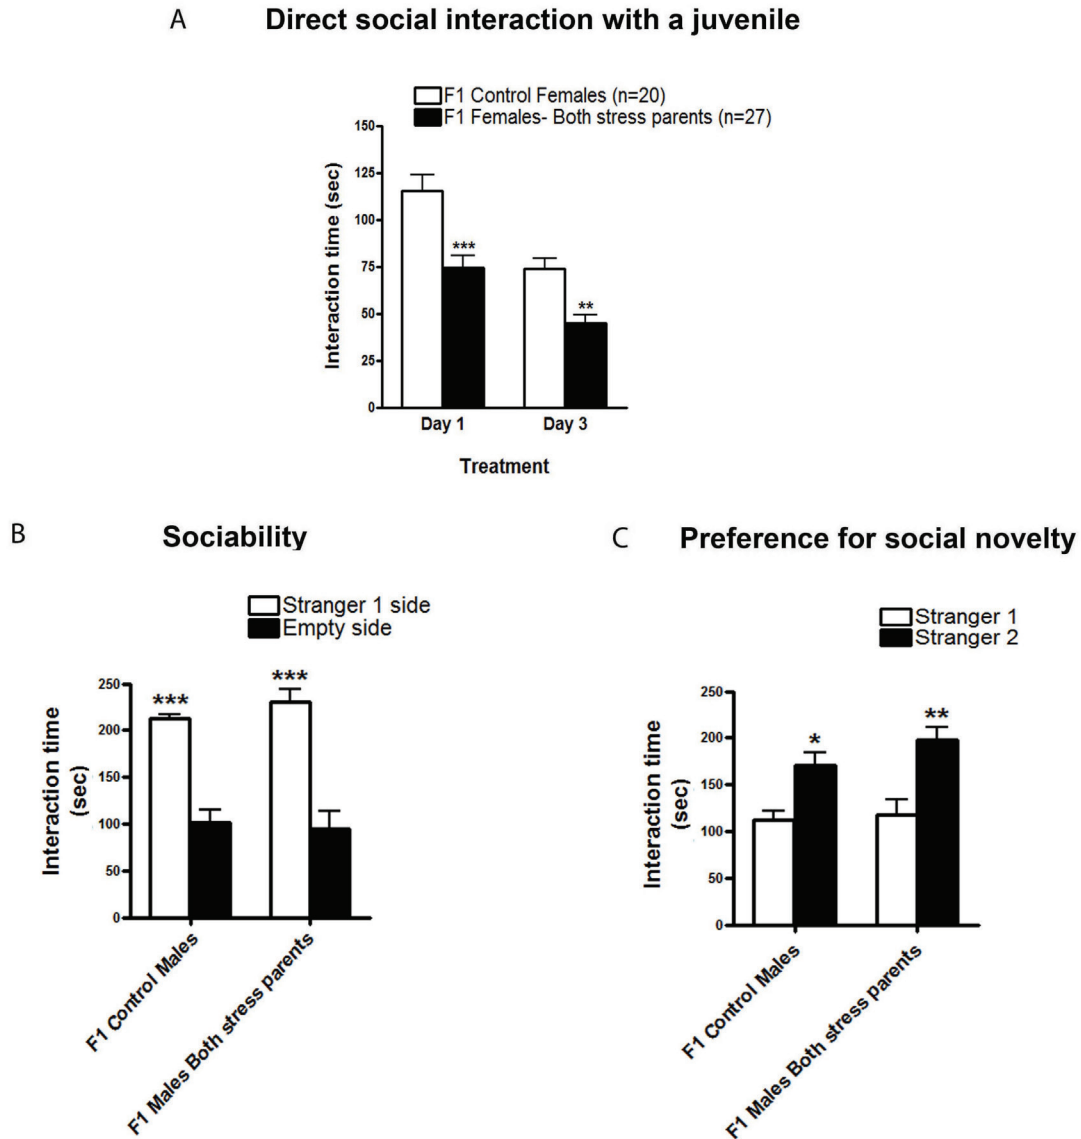 A Direct social interaction with a juvenile
F1 Control Females (n=20)
F1 Females- Both stress parents (n=27)
150
125
100
75
50
25
0
Interaction time (sec)
***
**
Day 1 Day 3
Treatment
B Sociability
Stranger 1 side
Empty side
250
200
150
100
50
0
Interaction time
(sec)
***
***
F1 Control Males
F1 Males Both stress parents
C Preference for social novelty
Stranger 1
Stranger 2
250
200
150
100
50
0
Interaction time
(sec)
*
**
F1 Control Males
F1 Males Both stress parents